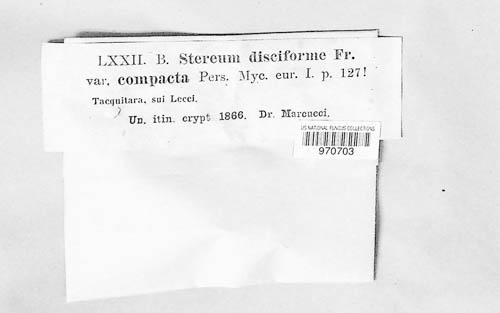 LXXII. B. Stereum disciforme Fr.
var. compacta Pers. Myc. eur. I. p. 127!
Tacquitara, sui Lecci.
Un. itin. crypt 1866. Dr. Marcucci.
US NATIONAL FUNGUS COLLECTIONS
970703